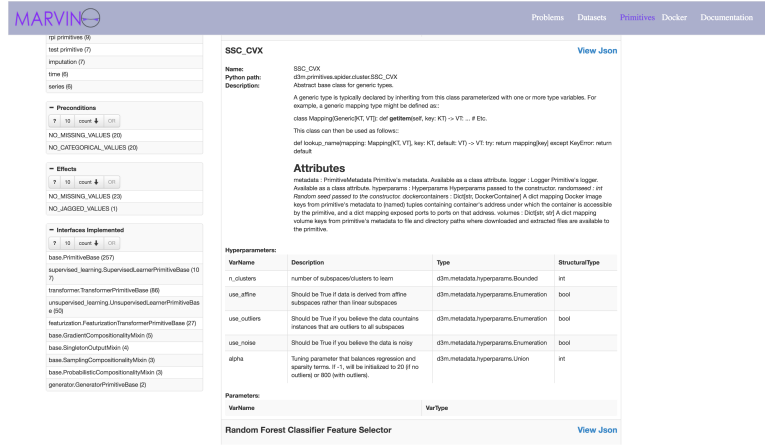 MARVIN
Problems Datasets Primitives Docker Documentation
rpi primitives (9)
test primitive (7)
imputation (7)
time (6)
series (6)
− Preconditions
? 10 count OR
NO_MISSING_VALUES (20)
NO_CATEGORICAL_VALUES (20)
− Effects
? 10 count OR
NO_MISSING_VALUES (23)
NO_JAGGED_VALUES (1)
− Interfaces Implemented
? 10 count OR
base.PrimitiveBase (257)
supervised_learning.SupervisedLearnerPrimitiveBase (10
7)
transformer.TransformerPrimitiveBase (86)
unsupervised_learning.UnsupervisedLearnerPrimitiveBas
e (50)
featurization.FeaturizationTransformerPrimitiveBase (27)
base.GradientCompositionalityMixin (5)
base.SingletonOutputMixin (4)
base.SamplingCompositionalityMixin (3)
base.ProbabilisticCompositionalityMixin (3)
generator.GeneratorPrimitiveBase (2)
SSC_CVX View Json
Name: SSC_CVX
Python path: d3m.primitives.spider.cluster.SSC_CVX
Description: Abstract base class for generic types.
A generic type is typically declared by inheriting from this class parameterized with one or more type variables. For
example, a generic mapping type might be defined as::
class Mapping(Generic[KT, VT]): def getitem(self, key: KT) -> VT: ... # Etc.
This class can then be used as follows::
def lookup_name(mapping: Mapping[KT, VT], key: KT, default: VT) -> VT: try: return mapping[key] except KeyError: return
default
Attributes
metadata : PrimitiveMetadata Primitive's metadata. Available as a class attribute. logger : Logger Primitive's logger.
Available as a class attribute. hyperparams : Hyperparams Hyperparams passed to the constructor. randomseed : int
Random seed passed to the constructor. dockercontainers : Dict[str, DockerContainer] A dict mapping Docker image
keys from primitive's metadata to (named) tuples containing container's address under which the container is accessible
by the primitive, and a dict mapping exposed ports to ports on that address. volumes : Dict[str, str] A dict mapping
volume keys from primitive's metadata to file and directory paths where downloaded and extracted files are available to
the primitive.
Hyperparameters:
VarName Description Type StructuralType
n_clusters number of subspaces/clusters to learn d3m.metadata.hyperparams.Bounded int
use_affine Should be True if data is derived from affine d3m.metadata.hyperparams.Enumeration bool
subspaces rather than linear subspaces
use_outliers Should be True if you believe the data countains d3m.metadata.hyperparams.Enumeration bool
instances that are outliers to all subspaces
use_noise Should be True if you believe the data is noisy d3m.metadata.hyperparams.Enumeration bool
alpha Tuning parameter that balances regression and d3m.metadata.hyperparams.Union int
sparsity terms. If -1, will be initialized to 20 (if no
outliers) or 800 (with outliers).
Parameters:
VarName VarType
Random Forest Classifier Feature Selector View Json